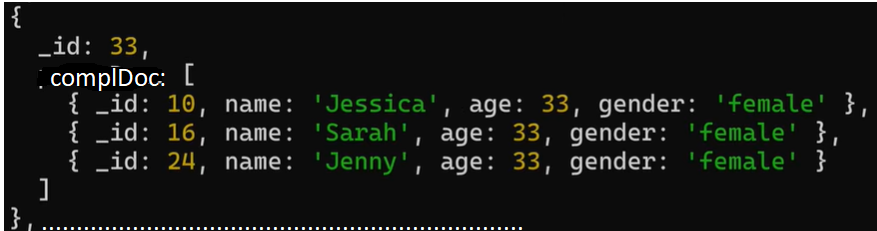 {
_id: 33,
complDoc: [
{ _id: 10, name: 'Jessica', age: 33, gender: 'female' },
{ _id: 16, name: 'Sarah', age: 33, gender: 'female' },
{ _id: 24, name: 'Jenny', age: 33, gender: 'female' }
]
},......................................................................